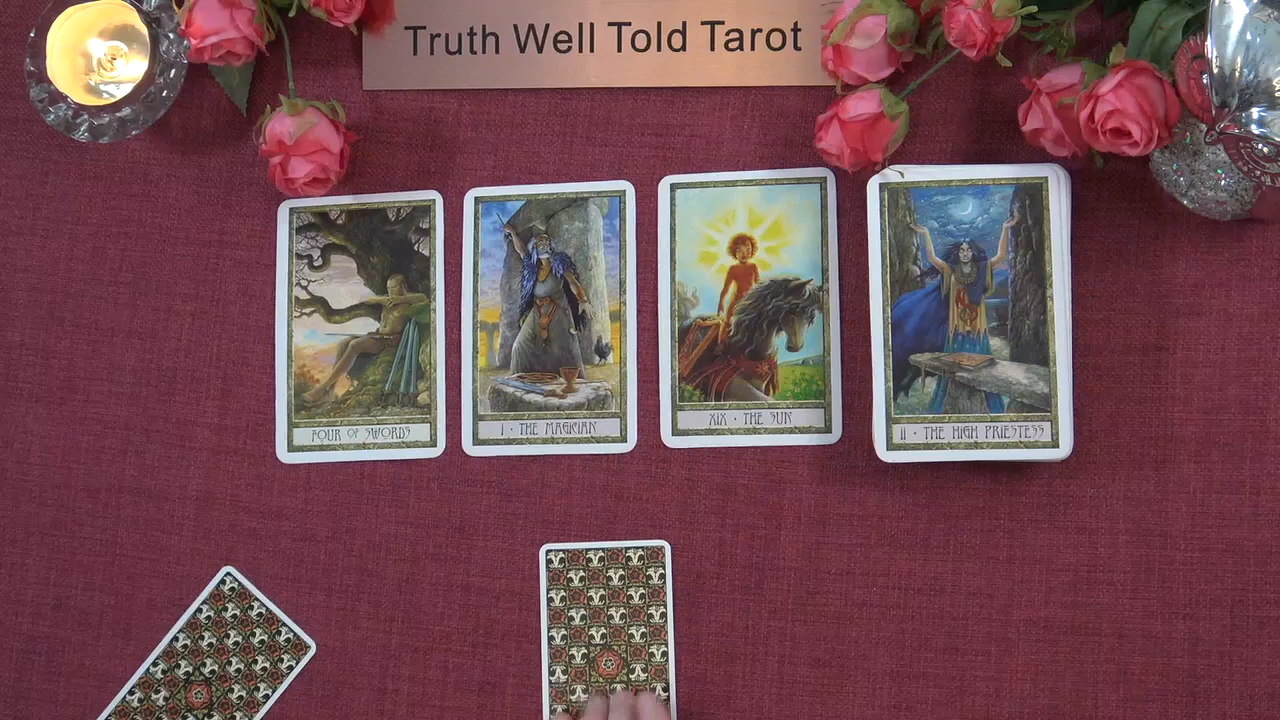 Truth Well Told Tarot
FOUR OF SWORDS
I • THE MAGICIAN
XIX • THE SUN
II • THE HIGH PRIESTESS